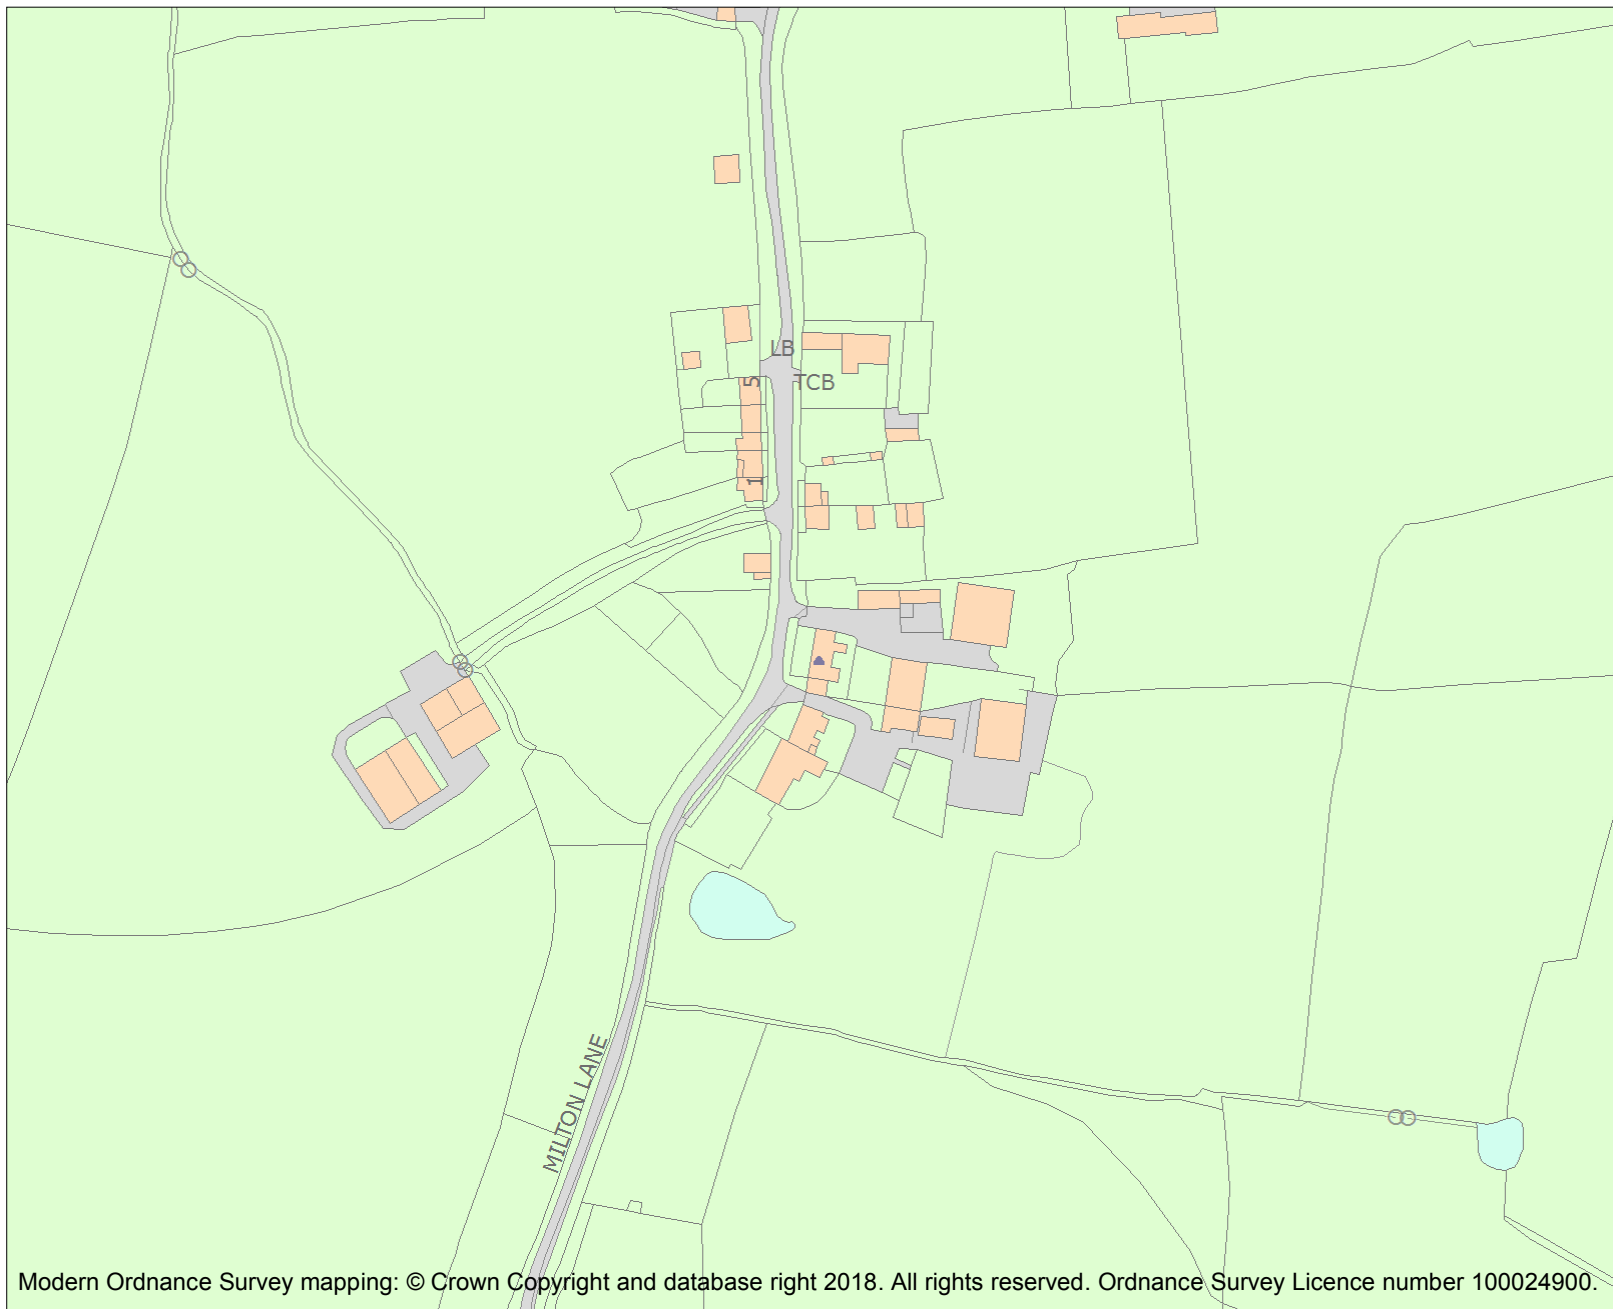 LB
5
TCB
1
MILTON LANE
Modern Ordnance Survey mapping: © Crown Copyright and database right 2018. All rights reserved. Ordnance Survey Licence number 100024900.